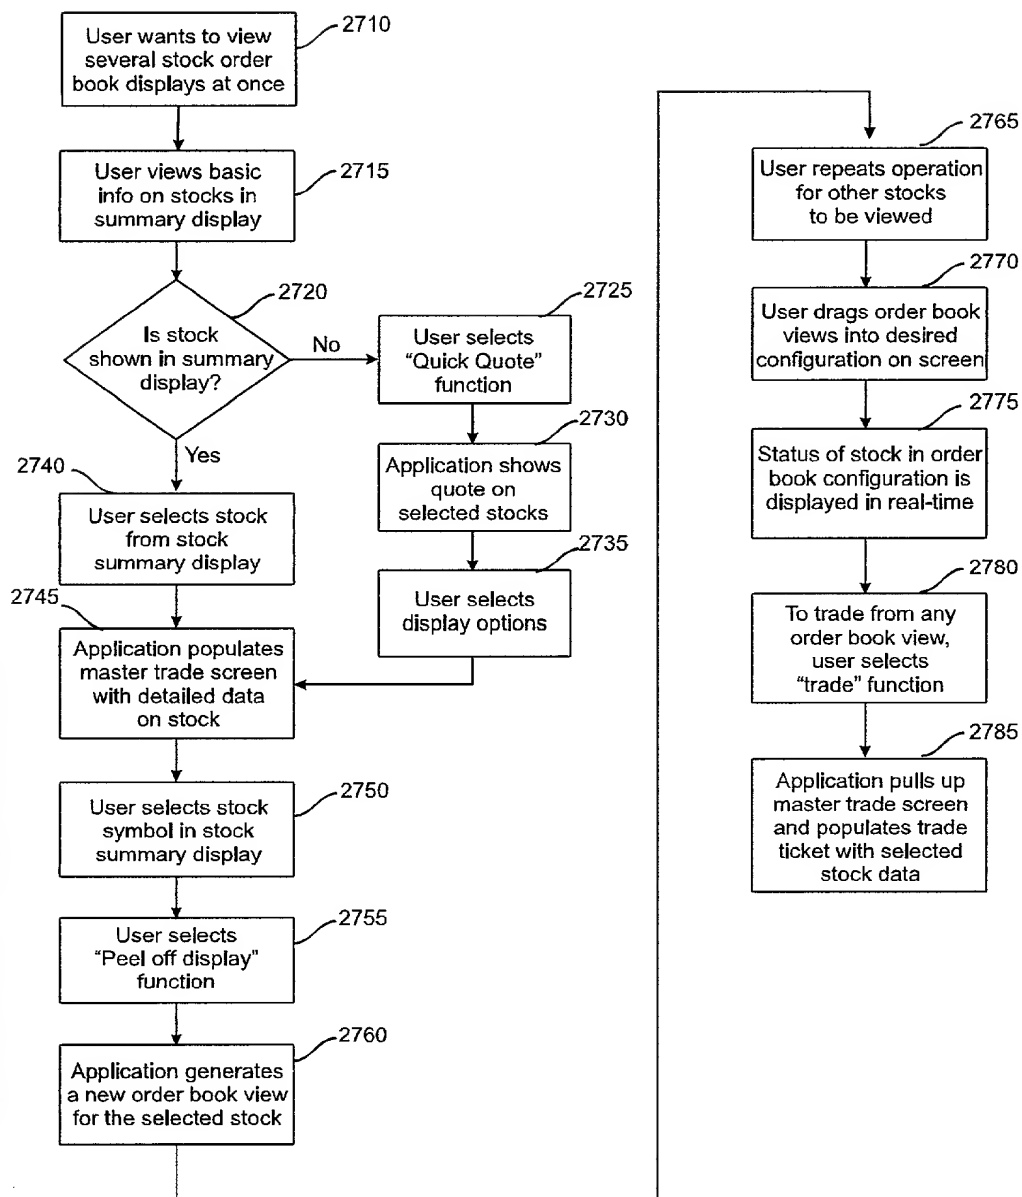 2710
User wants to view
several stock order
book displays at once
2715
User views basic
info on stocks in
summary display
2720
Is stock
shown in summary
display?
No
Yes
2725
User selects
“Quick Quote”
function
2730
Application shows
quote on
selected stocks
2735
User selects
display options
2740
User selects stock
from stock
summary display
2745
Application populates
master trade screen
with detailed data
on stock
2750
User selects stock
symbol in stock
summary display
2755
User selects
“Peel off display”
function
2760
Application generates
a new order book view
for the selected stock
2765
User repeats operation
for other stocks
to be viewed
2770
User drags order book
views into desired
configuration on screen
2775
Status of stock in order
book configuration is
displayed in real-time
2780
To trade from any
order book view,
user selects
“trade” function
2785
Application pulls up
master trade screen
and populates trade
ticket with selected
stock data